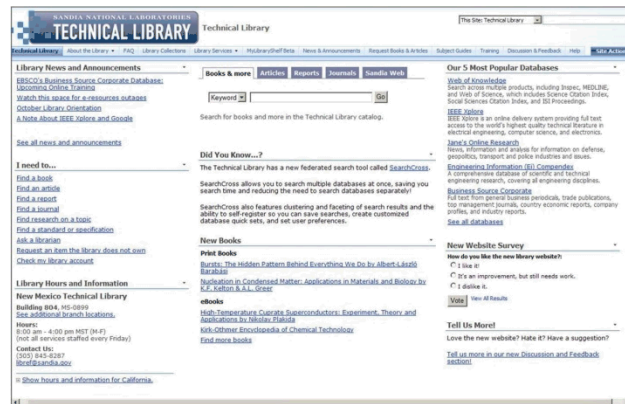 SANDIA NATIONAL LABORATORIES
TECHNICAL LIBRARY
Technical Library
This Site: Technical Library
Technical Library About the Library FAQ Library Collections Library Services MyLibraryShelf Beta News & Announcements Request Books & Articles Subject Guides Training Discussion & Feedback Help Site Actions
Library News and Announcements
EBSCO's Business Source Corporate Database:
Upcoming Online Training
Watch this space for e-resources outages
October Library Orientation
A Note About IEEE Xplore and Google
See all news and announcements
I need to...
Find a book
Find an article
Find a report
Find a journal
Find research on a topic
Find a standard or specification
Ask a librarian
Request an item the library does not own
Check my library account
Library Hours and Information
New Mexico Technical Library
Building 804, MS-0899
See additional branch locations.
Hours:
8:00 am - 4:00 pm MST (M-F)
(not all services staffed every Friday)
Contact Us:
(505) 845-8287
libref@sandia.gov
Show hours and information for California.
Books & more Articles Reports Journals Sandia Web
Keyword Go
Search for books and more in the Technical Library catalog.
Did You Know...?
The Technical Library has a new federated search tool called SearchCross.
SearchCross allows you to search multiple databases at once, saving you
search time and reducing the need to search databases separately!
SearchCross also features clustering and faceting of search results and the
ability to self-register so you can save searches, create customized
database quick sets, and set user preferences.
New Books
Print Books
Bursts: The Hidden Pattern Behind Everything We Do by Albert-László
Barabási
Nucleation in Condensed Matter: Applications in Materials and Biology by
K.F. Kelton & A.L. Greer
eBooks
High-Temperature Cuprate Superconductors: Experiment, Theory and
Applications by Nikolay Plakida
Kirk-Othmer Encyclopedia of Chemical Technology
Find more books
Our 5 Most Popular Databases
Web of Knowledge
Search across multiple products, including Inspec, MEDLINE,
and Web of Science, which includes Science Citation Index,
Social Sciences Citation Index, and ISI Proceedings.
IEEE Xplore
IEEE Xplore is an online delivery system providing full text
access to the world's highest quality technical literature in
electrical engineering, computer science, and electronics.
Jane's Online Research
News, information and analysis for information on defense,
geopolitics, transport and police industries and issues.
Engineering Information (Ei) Compendex
A comprehensive database of scientific and technical
engineering research, covering all engineering disciplines.
Business Source Corporate
Full text from general business periodicals, trade publications,
top management journals, country economic reports, company
profiles, and industry reports.
See all databases
New Website Survey
How do you like the new library website?:
I like it!
It's an improvement, but still needs work.
I dislike it.
Vote View All Results
Tell Us More!
Love the new website? Hate it? Have a suggestion?
Tell us more in our new Discussion and Feedback
section!